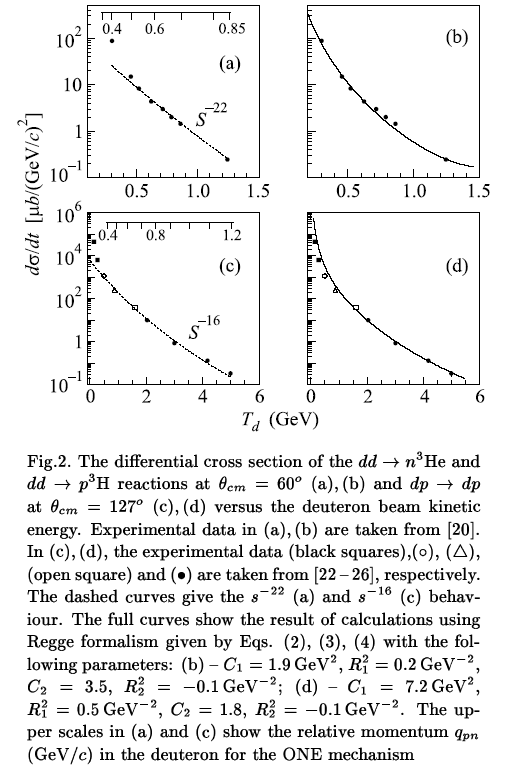 0.4 0.6 0.85
10^2
10
1
10^-1
(a)
S^-22
(b)
0.5 1.0 1.5
0.5 1.0 1.5
dσ/dt [μb/(GeV/c)^2]
10^6
10^4
10^2
1
10^-1
0.4 0.8 1.2
(c)
S^-16
(d)
0 2 4 6
0 2 4 6
T_d (GeV)
Fig.2. The differential cross section of the dd → n³He and
dd → p³H reactions at θ_cm = 60° (a), (b) and dp → dp
at θ_cm = 127° (c), (d) versus the deuteron beam kinetic
energy. Experimental data in (a), (b) are taken from [20].
In (c), (d), the experimental data (black squares),(∘), (△),
(open square) and (•) are taken from [22 – 26], respectively.
The dashed curves give the s⁻²² (a) and s⁻¹⁶ (c) behav-
iour. The full curves show the result of calculations using
Regge formalism given by Eqs. (2), (3), (4) with the fol-
lowing parameters: (b) – C₁ = 1.9 GeV², R₁² = 0.2 GeV⁻²,
C₂ = 3.5, R₂² = −0.1 GeV⁻²; (d) – C₁ = 7.2 GeV²,
R₁² = 0.5 GeV⁻², C₂ = 1.8, R₂² = −0.1 GeV⁻². The up-
per scales in (a) and (c) show the relative momentum q_pn
(GeV/c) in the deuteron for the ONE mechanism